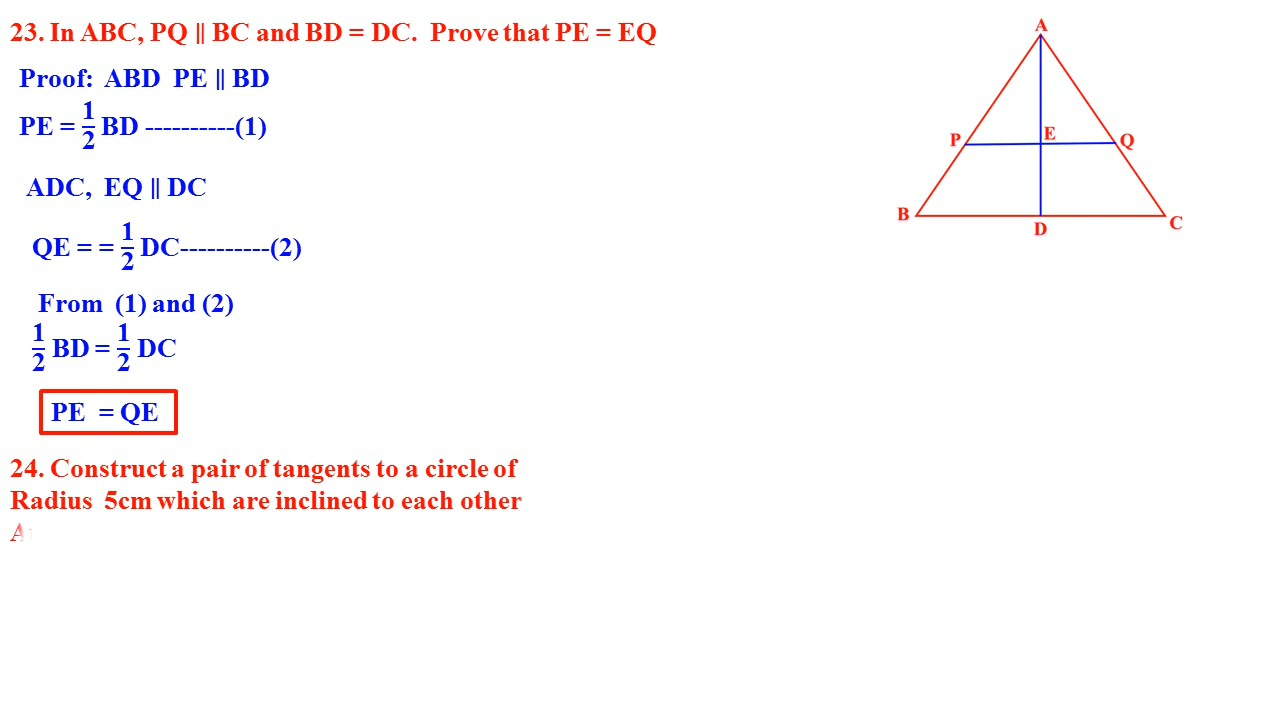 23. In ABC, PQ || BC and BD = DC. Prove that PE = EQ
Proof: ABD PE || BD
PE = 1/2 BD ----------(1)
ADC, EQ || DC
QE = = 1/2 DC----------(2)
From (1) and (2)
1/2 BD = 1/2 DC
PE = QE
24. Construct a pair of tangents to a circle of
Radius 5cm which are inclined to each other
A
P
E
Q
B
D
C